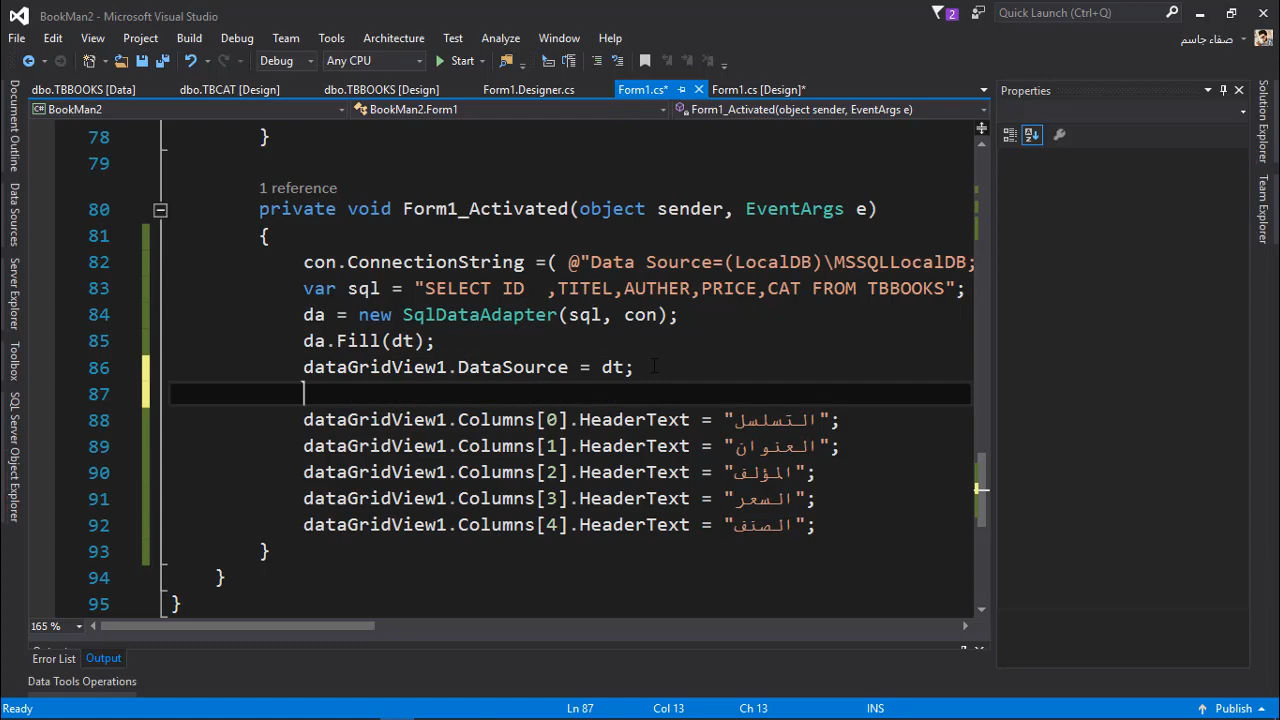 BookMan2 - Microsoft Visual Studio
2
Quick Launch (Ctrl+Q)
File Edit View Project Build Debug Team Tools Architecture Test Analyze Window Help
صفاء جاسم
Debug Any CPU Start
dbo.TBBOOKS [Data] dbo.TBCAT [Design] dbo.TBBOOKS [Design] Form1.Designer.cs Form1.cs* Form1.cs [Design]*
Properties
BookMan2 BookMan2.Form1 Form1_Activated(object sender, EventArgs e)
Document Outline
Data Sources
Server Explorer
Toolbox
SQL Server Object Explorer
Solution Explorer
Team Explorer
78 }
79
1 reference
80 private void Form1_Activated(object sender, EventArgs e)
81 {
82 con.ConnectionString =( @"Data Source=(LocalDB)\MSSQLLocalDB;
83 var sql = "SELECT ID  ,TITEL,AUTHER,PRICE,CAT FROM TBBOOKS";
84 da = new SqlDataAdapter(sql, con);
85 da.Fill(dt);
86 dataGridView1.DataSource = dt;
87
88 dataGridView1.Columns[0].HeaderText = "التسلسل";
89 dataGridView1.Columns[1].HeaderText = "العنوان";
90 dataGridView1.Columns[2].HeaderText = "المؤلف";
91 dataGridView1.Columns[3].HeaderText = "السعر";
92 dataGridView1.Columns[4].HeaderText = "الصنف";
93 }
94 }
95 }
165 %
Error List Output
Data Tools Operations
Ready Ln 87 Col 13 Ch 13 INS Publish